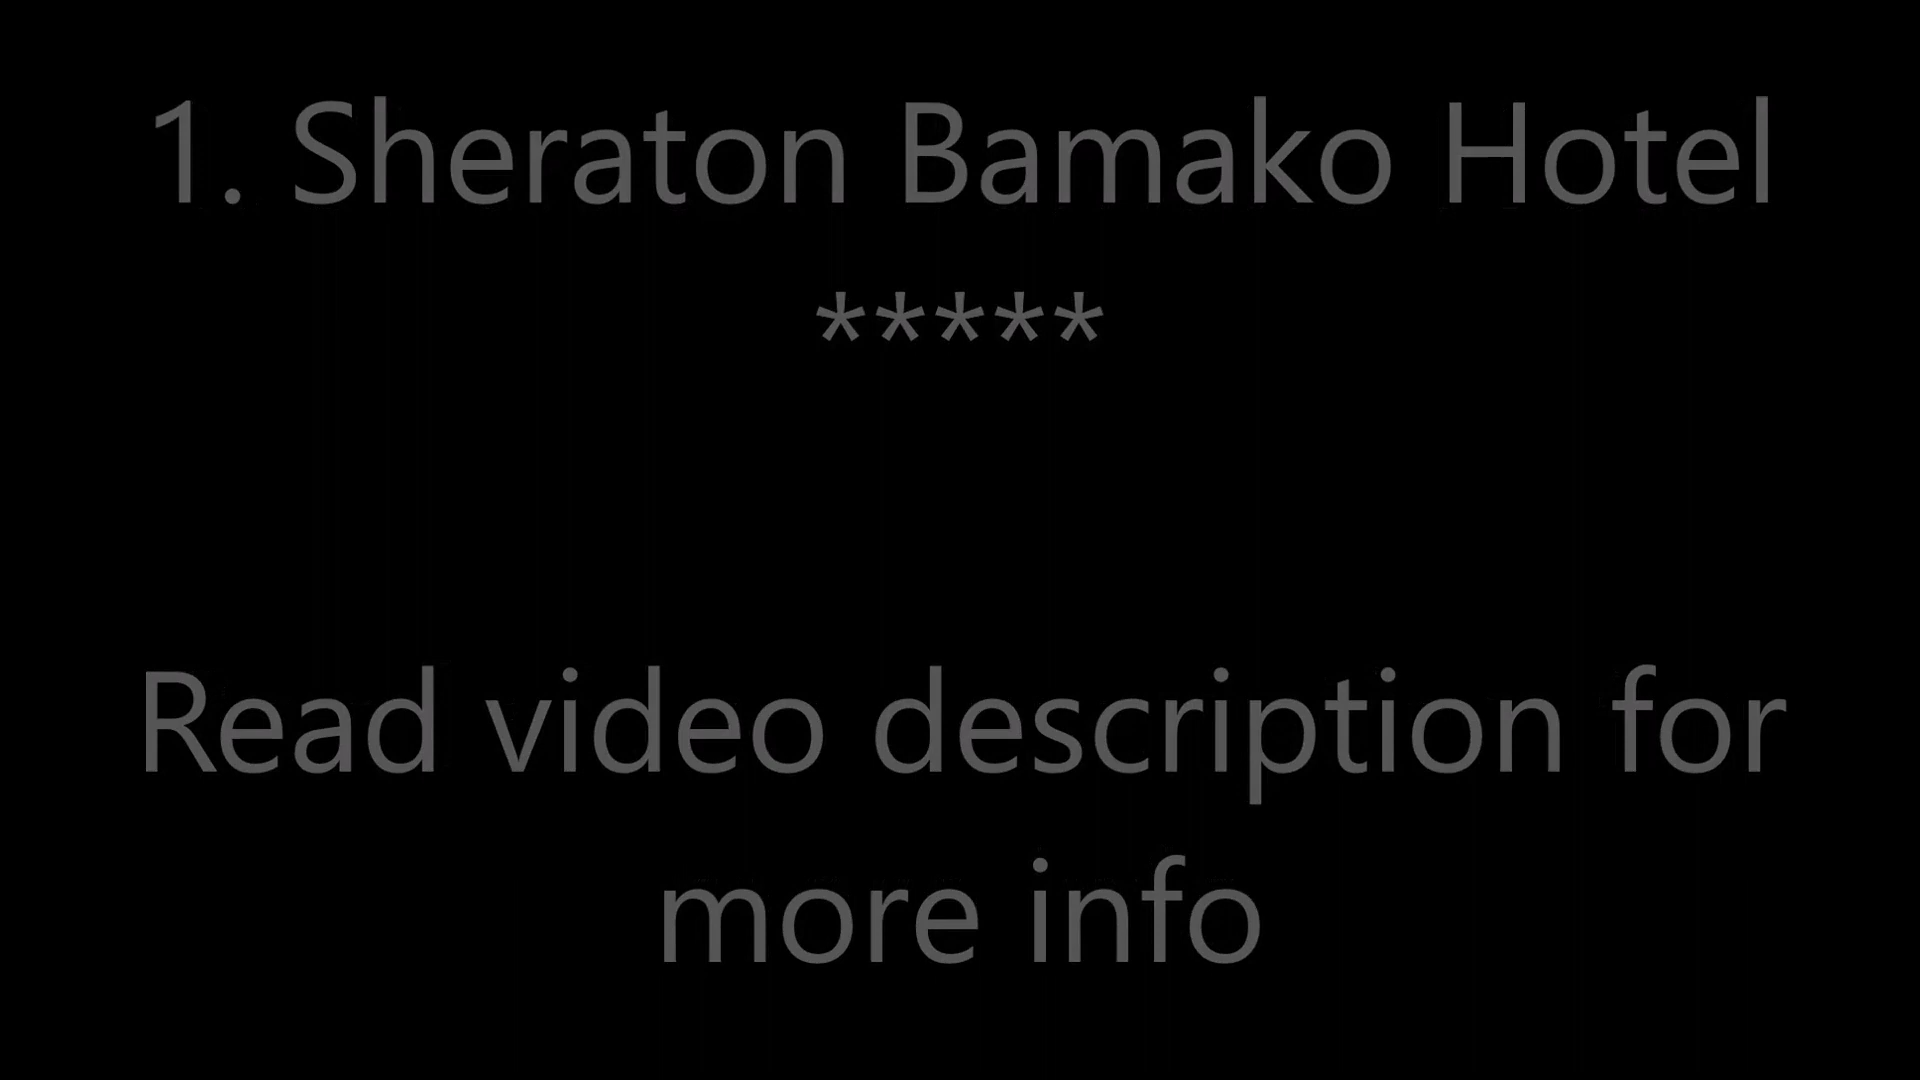 1. Sheraton Bamako Hotel
*****
Read video description for
more info